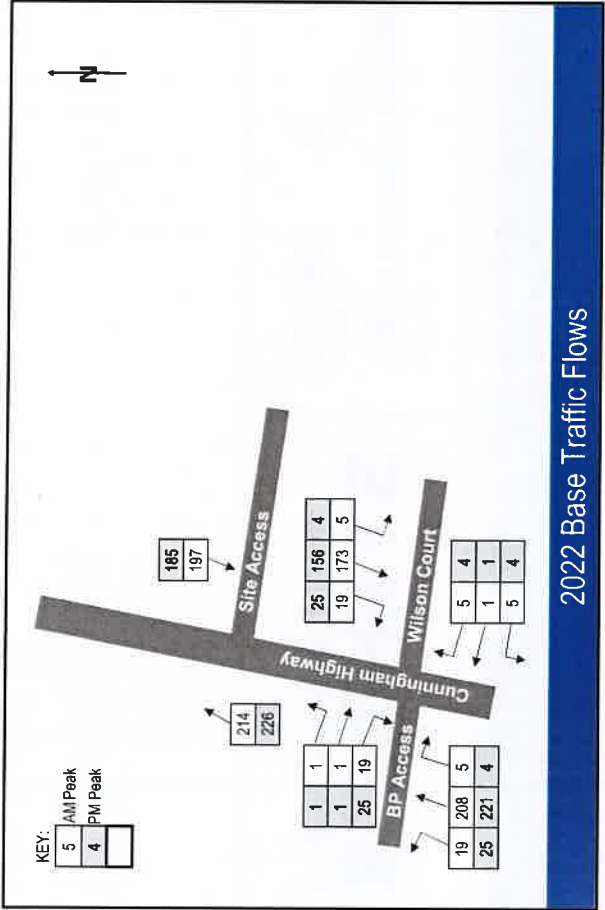 KEY:
5 AM Peak
4 PM Peak
N
185
197
Site Access
214
226
Cunningham Highway
25 156 4
19 173 5
Wilson Court
1 1
1 1
25 19
BP Access
5 4
1 1
5 4
19 208 5
25 221 4
2022 Base Traffic Flows